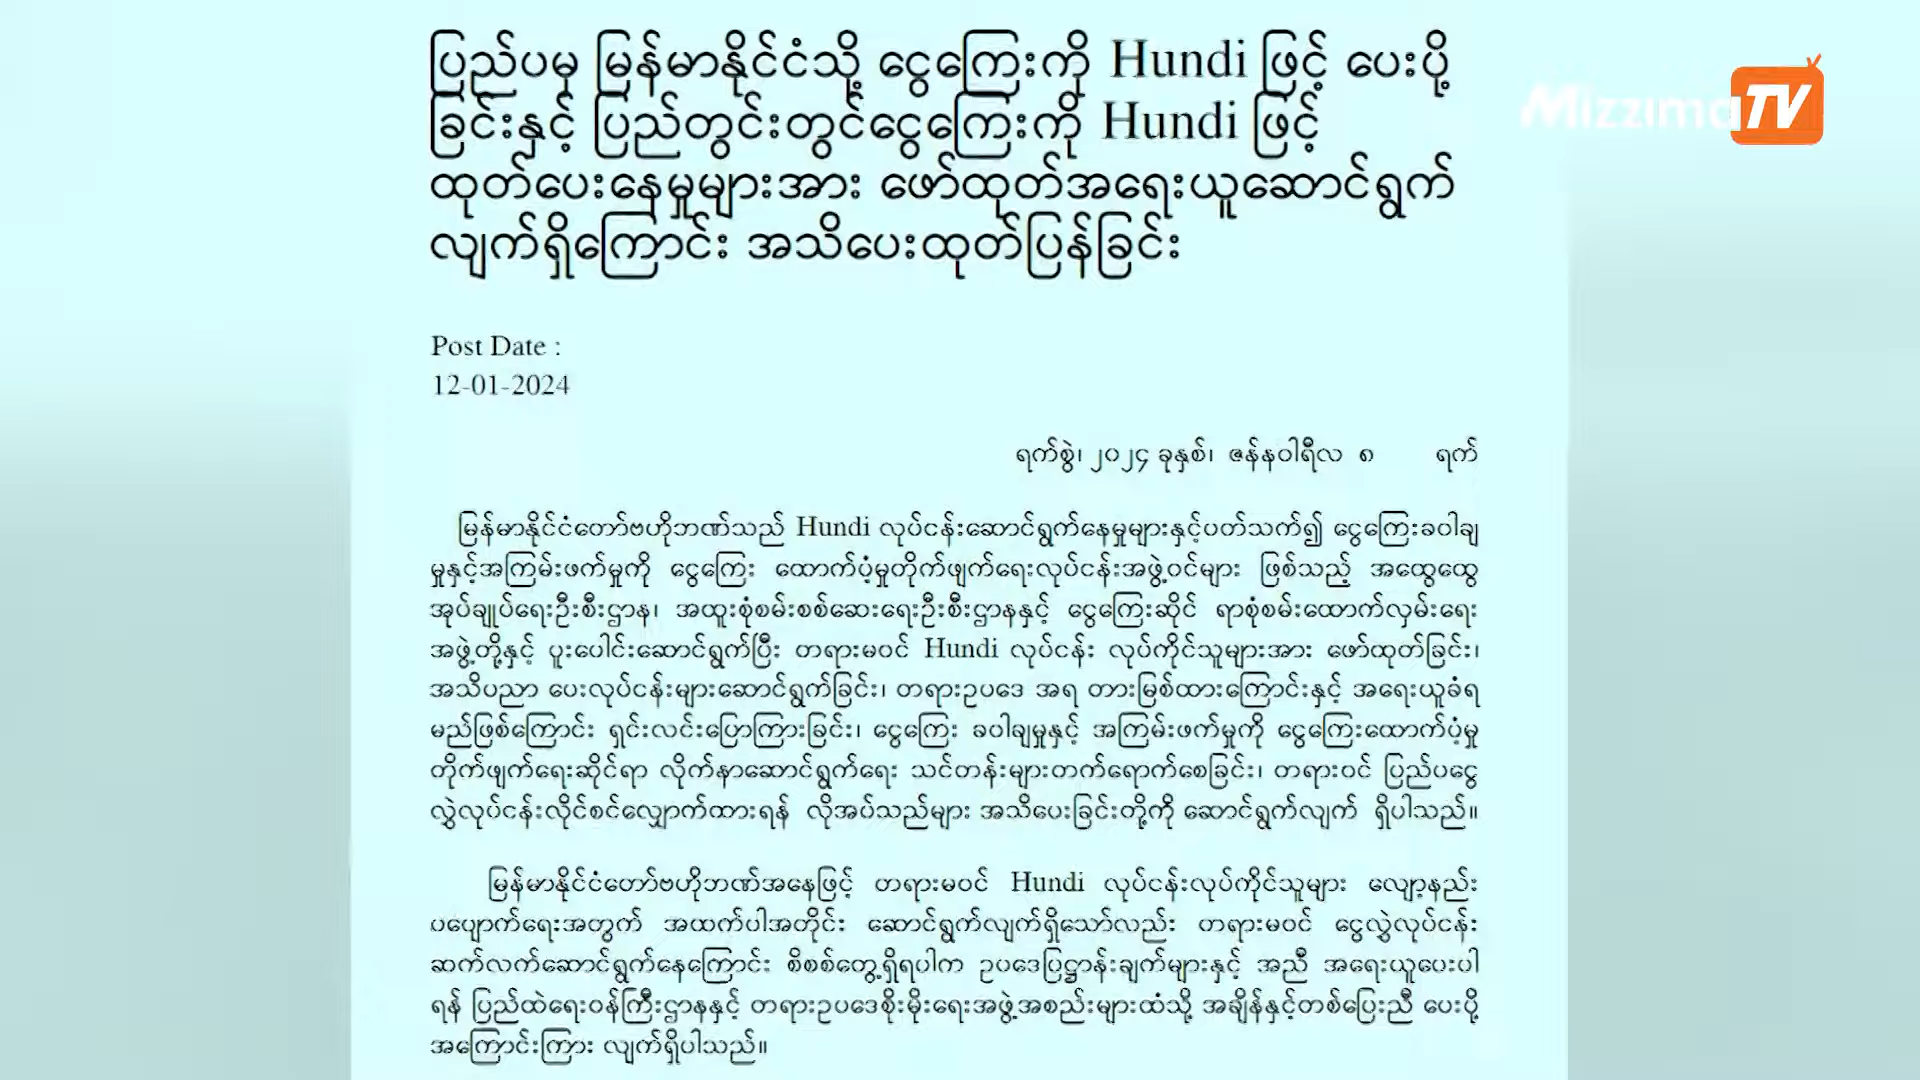 ပြည်ပမှ မြန်မာနိုင်ငံသို့ ငွေကြေးကို Hundi ဖြင့် ပေးပို့
ခြင်းနှင့် ပြည်တွင်းတွင်ငွေကြေးကို Hundi ဖြင့်
ထုတ်ပေးနေမှုများအား ဖော်ထုတ်အရေးယူဆောင်ရွက်
လျက်ရှိကြောင်း အသိပေးထုတ်ပြန်ခြင်း
Mizzima TV
Post Date :
12-01-2024
ရက်စွဲ၊ ၂၀၂၄ ခုနှစ်၊ ဇန်နဝါရီလ ၈ ရက်
မြန်မာနိုင်ငံတော်ဗဟိုဘဏ်သည် Hundi လုပ်ငန်းဆောင်ရွက်နေမှုများနှင့်ပတ်သက်၍ ငွေကြေးခဝါချ
မှုနှင့်အကြမ်းဖက်မှုကို ငွေကြေး ထောက်ပံ့မှုတိုက်ဖျက်ရေးလုပ်ငန်းအဖွဲ့ဝင်များ ဖြစ်သည့် အထွေထွေ
အုပ်ချုပ်ရေးဦးစီးဌာန၊ အထူးစုံစမ်းစစ်ဆေးရေးဦးစီးဌာနနှင့် ငွေကြေးဆိုင် ရာစုံစမ်းထောက်လှမ်းရေး
အဖွဲ့တို့နှင့် ပူးပေါင်းဆောင်ရွက်ပြီး တရားမဝင် Hundi လုပ်ငန်း လုပ်ကိုင်သူများအား ဖော်ထုတ်ခြင်း၊
အသိပညာ ပေးလုပ်ငန်းများဆောင်ရွက်ခြင်း၊ တရားဥပဒေ အရ တားမြစ်ထားကြောင်းနှင့် အရေးယူခံရ
မည်ဖြစ်ကြောင်း ရှင်းလင်းပြောကြားခြင်း၊ ငွေကြေး ခဝါချမှုနှင့် အကြမ်းဖက်မှုကို ငွေကြေးထောက်ပံ့မှု
တိုက်ဖျက်ရေးဆိုင်ရာ လိုက်နာဆောင်ရွက်ရေး သင်တန်းများတက်ရောက်စေခြင်း၊ တရားဝင် ပြည်ပငွေ
လွှဲလုပ်ငန်းလိုင်စင်လျှောက်ထားရန် လိုအပ်သည်များ အသိပေးခြင်းတို့ကို ဆောင်ရွက်လျက် ရှိပါသည်။
မြန်မာနိုင်ငံတော်ဗဟိုဘဏ်အနေဖြင့် တရားမဝင် Hundi လုပ်ငန်းလုပ်ကိုင်သူများ လျော့နည်း
ပပျောက်ရေးအတွက် အထက်ပါအတိုင်း ဆောင်ရွက်လျက်ရှိသော်လည်း တရားမဝင် ငွေလွှဲလုပ်ငန်း
ဆက်လက်ဆောင်ရွက်နေကြောင်း စိစစ်တွေ့ရှိရပါက ဥပဒေပြဋ္ဌာန်းချက်များနှင့် အညီ အရေးယူပေးပါ
ရန် ပြည်ထဲရေးဝန်ကြီးဌာနနှင့် တရားဥပဒေစိုးမိုးရေးအဖွဲ့အစည်းများထံသို့ အချိန်နှင့်တစ်ပြေးညီ ပေးပို့
အကြောင်းကြား လျက်ရှိပါသည်။